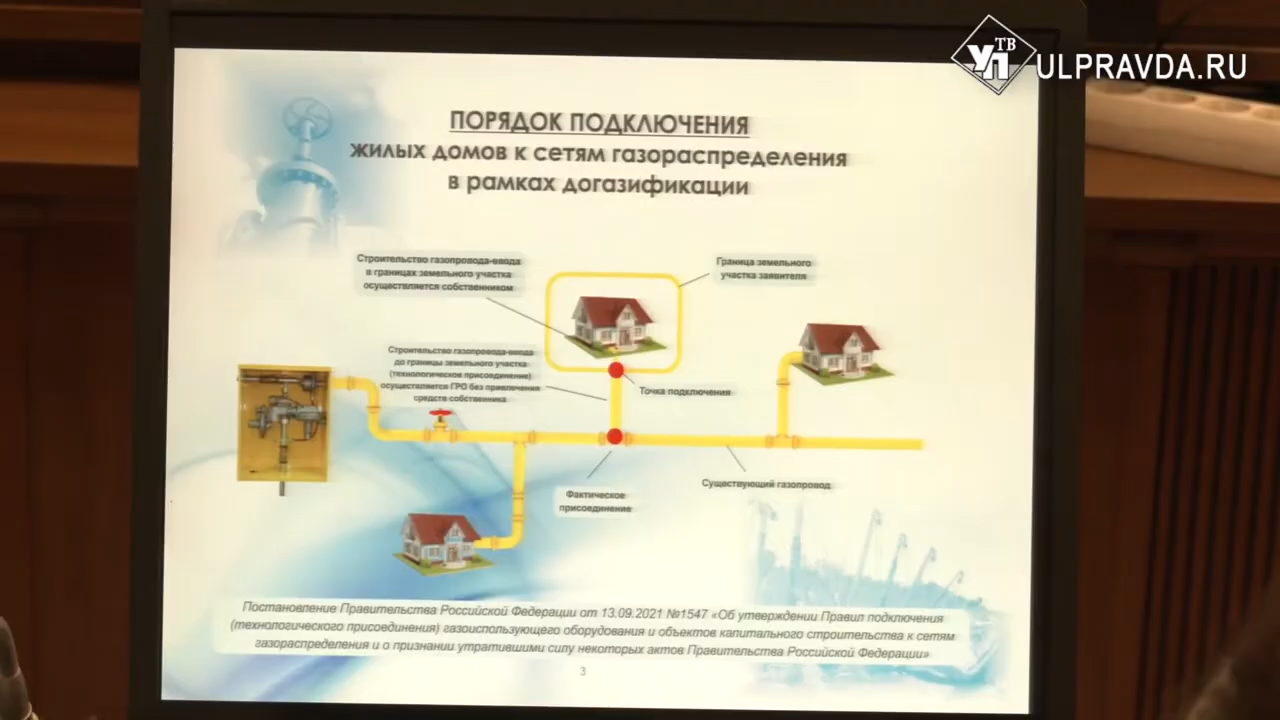 УП ТВ
ULPRAVDA.RU
ПОРЯДОК ПОДКЛЮЧЕНИЯ
жилых домов к сетям газораспределения
в рамках догазификации
Строительство газопровода-ввода
в границах земельного участка
осуществляется собственником
Граница земельного
участка заявителя
Строительство газопровода-ввода
до границы земельного участка
(технологическое присоединение)
осуществляется ГРО без привлечения
средств собственника
Точка подключения
Фактическое
присоединение
Существующий газопровод
Постановление Правительства Российской Федерации от 13.09.2021 №1547 «Об утверждении Правил подключения
(технологического присоединения) газоиспользующего оборудования и объектов капитального строительства к сетям
газораспределения и о признании утратившими силу некоторых актов Правительства Российской Федерации»
3